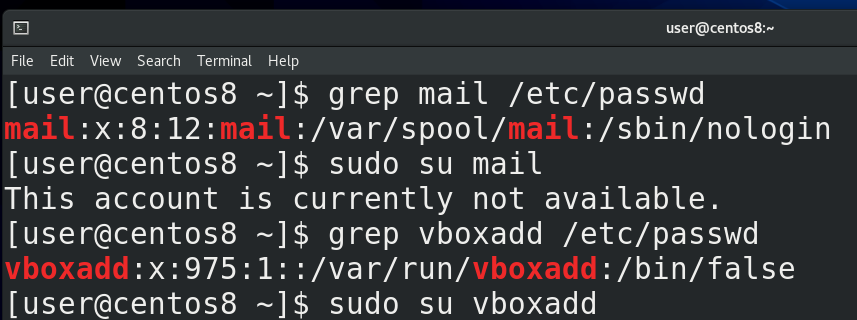 user@centos8:~
File Edit View Search Terminal Help
[user@centos8 ~]$ grep mail /etc/passwd
mail:x:8:12:mail:/var/spool/mail:/sbin/nologin
[user@centos8 ~]$ sudo su mail
This account is currently not available.
[user@centos8 ~]$ grep vboxadd /etc/passwd
vboxadd:x:975:1::/var/run/vboxadd:/bin/false
[user@centos8 ~]$ sudo su vboxadd